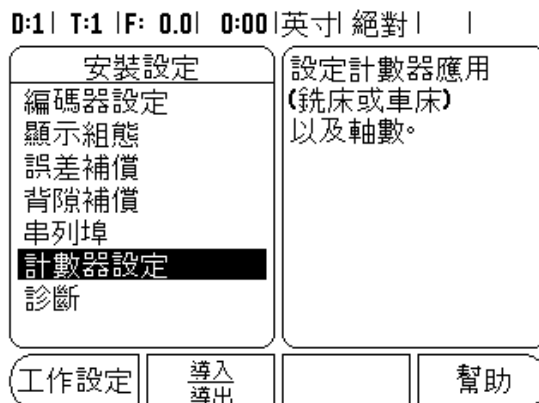 D:1| T:1 |F: 0.0| 0:00|英寸| 絕對| |
安裝設定
編碼器設定
顯示組態
誤差補償
背隙補償
串列埠
計數器設定
診斷
設定計數器應用
(銑床或車床)
以及軸數。
工作設定
導入
導出
幫助